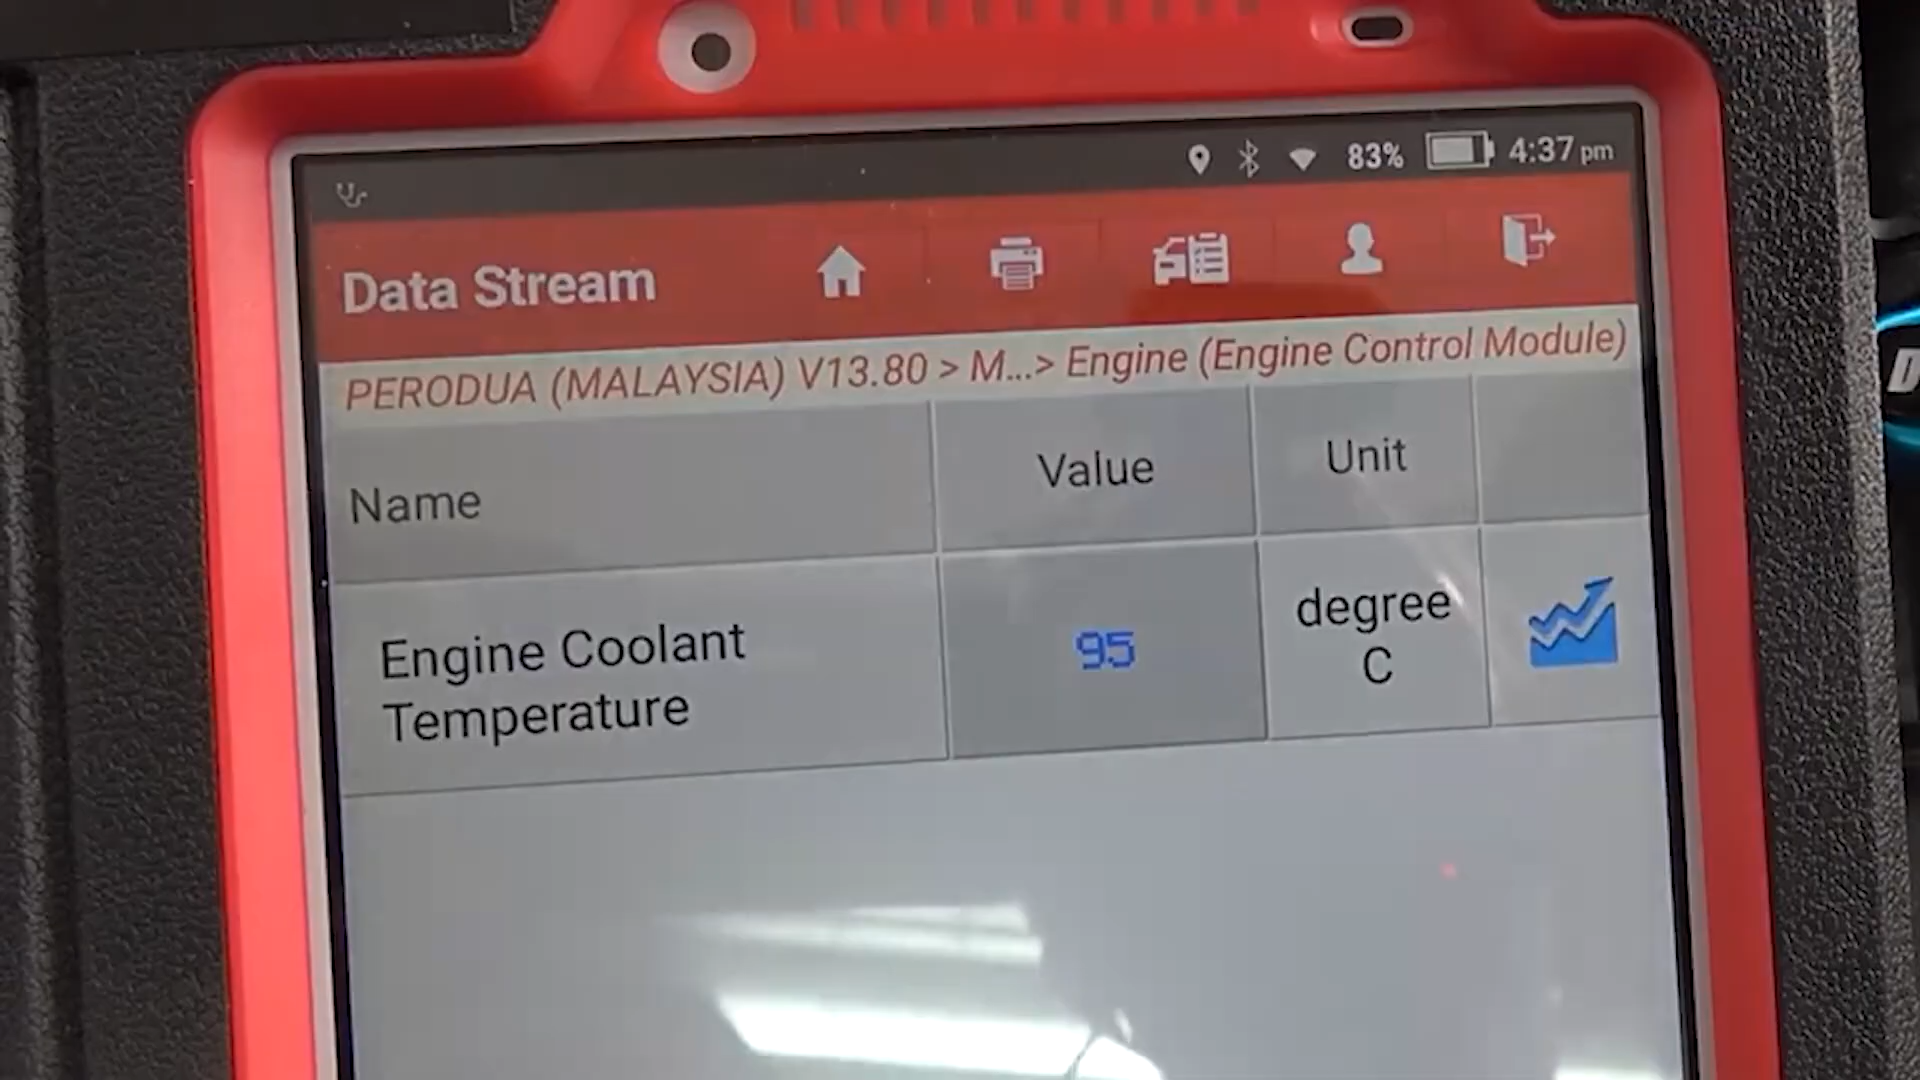 83% 4:37 pm
Data Stream
PERODUA (MALAYSIA) V13.80 > M...> Engine (Engine Control Module)
Name Value Unit
Engine Coolant Temperature 95 degree C